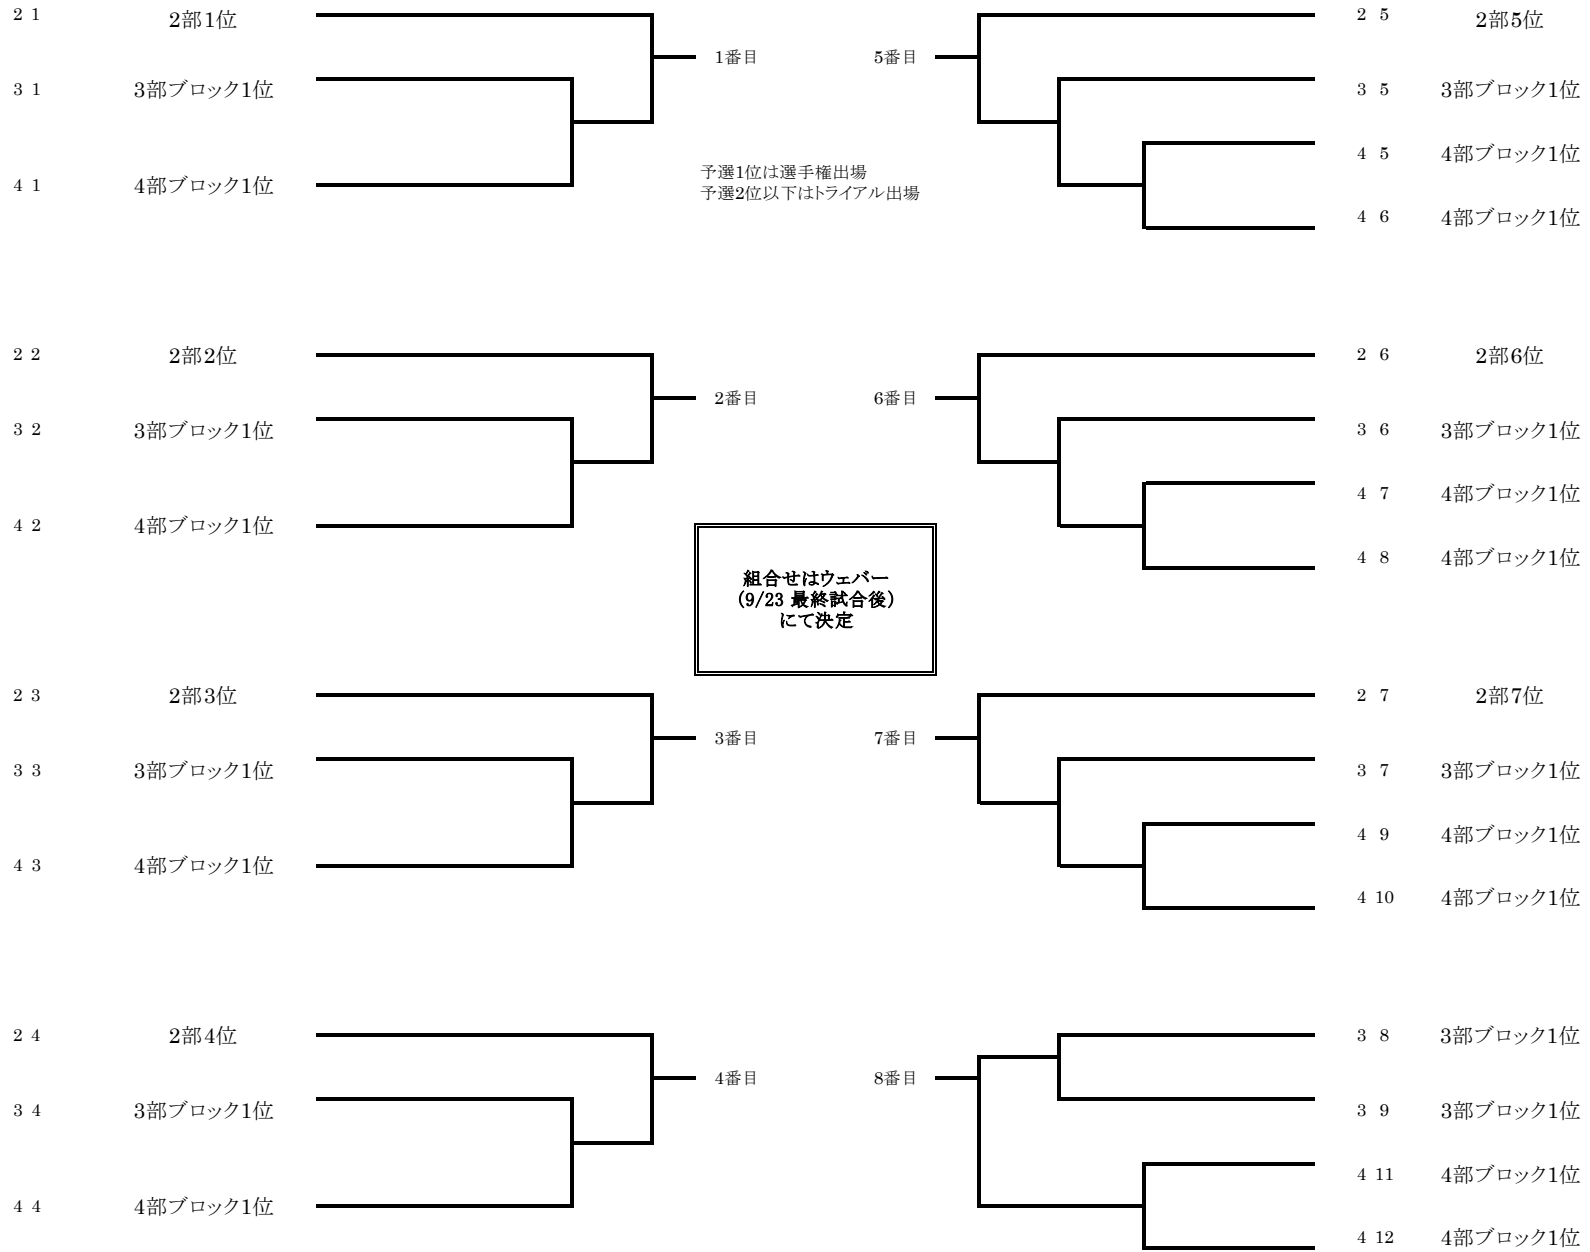 2 1 2部1位
1番目
3 1 3部ブロック1位
4 1 4部ブロック1位
5番目
2 5 2部5位
3 5 3部ブロック1位
4 5 4部ブロック1位
4 6 4部ブロック1位
予選1位は選手権出場
予選2位以下はトライアル出場
2 2 2部2位
2番目
3 2 3部ブロック1位
4 2 4部ブロック1位
6番目
2 6 2部6位
3 6 3部ブロック1位
4 7 4部ブロック1位
4 8 4部ブロック1位
組合せはウェバー
(9/23 最終試合後)
にて決定
2 3 2部3位
3番目
3 3 3部ブロック1位
4 3 4部ブロック1位
7番目
2 7 2部7位
3 7 3部ブロック1位
4 9 4部ブロック1位
4 10 4部ブロック1位
2 4 2部4位
4番目
3 4 3部ブロック1位
4 4 4部ブロック1位
8番目
3 8 3部ブロック1位
3 9 3部ブロック1位
4 11 4部ブロック1位
4 12 4部ブロック1位